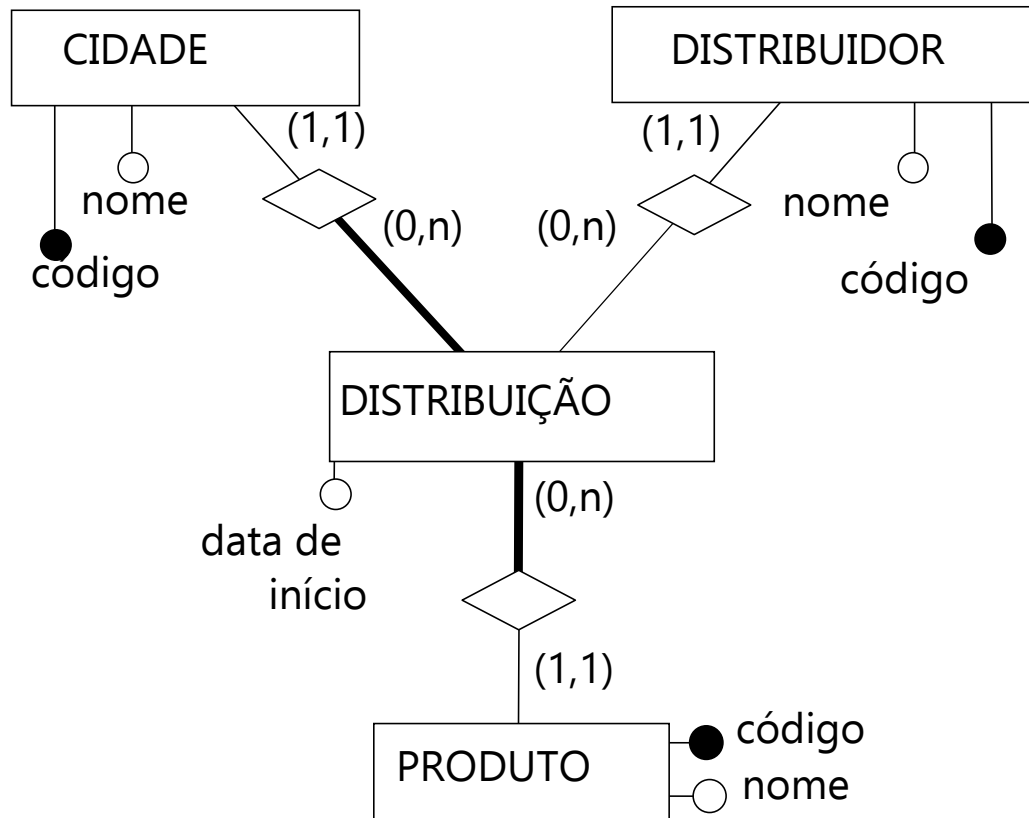 CIDADE
DISTRIBUIDOR
(1,1)
(1,1)
nome
nome
(0,n)
(0,n)
código
código
DISTRIBUIÇÃO
(0,n)
data de
início
(1,1)
código
PRODUTO
nome